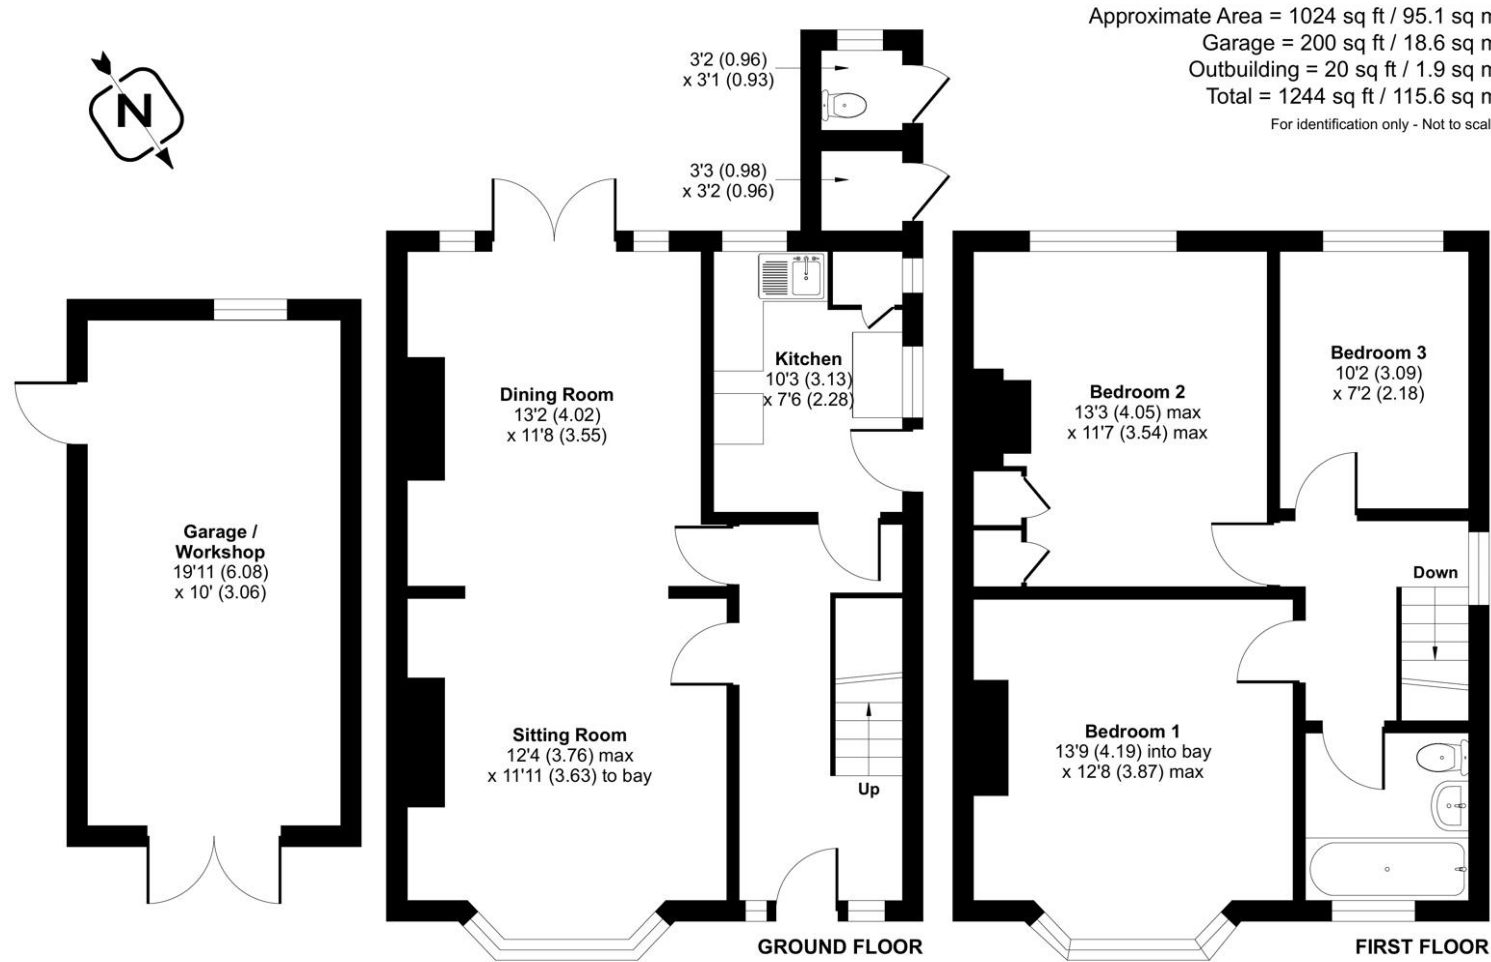 Approximate Area = 1024 sq ft / 95.1 sq m
Garage = 200 sq ft / 18.6 sq m
Outbuilding = 20 sq ft / 1.9 sq m
Total = 1244 sq ft / 115.6 sq m
For identification only - Not to scal
N
3'2 (0.96)
x 3'1 (0.93)
3'3 (0.98)
x 3'2 (0.96)
Kitchen
10'3 (3.13)
x 7'6 (2.28)
Dining Room
13'2 (4.02)
x 11'8 (3.55)
Garage /
Workshop
19'11 (6.08)
x 10' (3.06)
Sitting Room
12'4 (3.76) max
x 11'11 (3.63) to bay
Up
GROUND FLOOR
Bedroom 2
13'3 (4.05) max
x 11'7 (3.54) max
Bedroom 3
10'2 (3.09)
x 7'2 (2.18)
Down
Bedroom 1
13'9 (4.19) into bay
x 12'8 (3.87) max
FIRST FLOOR